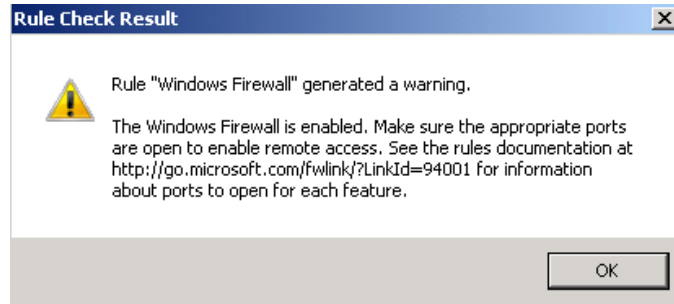 Rule Check Result
Rule "Windows Firewall" generated a warning.
The Windows Firewall is enabled. Make sure the appropriate ports
are open to enable remote access. See the rules documentation at
http://go.microsoft.com/fwlink/?LinkId=94001 for information
about ports to open for each feature.
OK